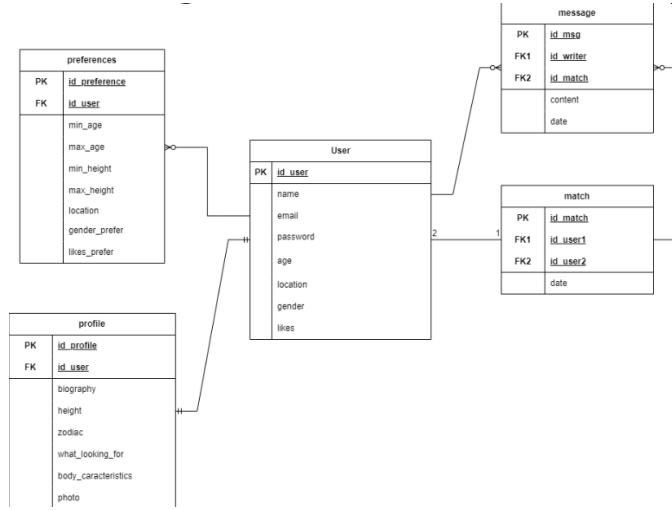 preferences
PK id_preference
FK id_user
min_age
max_age
min_height
max_height
location
gender_prefer
likes_prefer
profile
PK id_profile
FK id_user
biography
height
zodiac
what_looking_for
body_caracteristics
photo
User
PK id_user
name
email
password
age
location
gender
likes
2 1
message
PK id_msg
FK1 id_writer
FK2 id_match
content
date
match
PK id_match
FK1 id_user1
FK2 id_user2
date